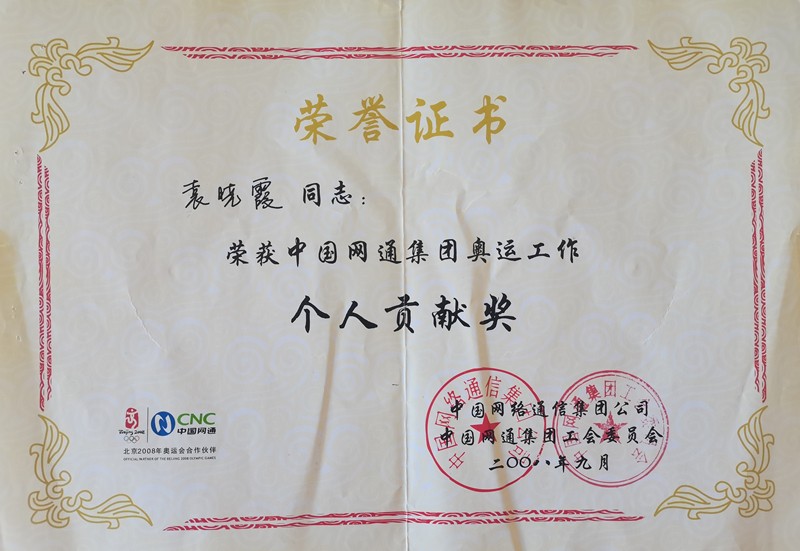 荣誉证书
袁晓霞 同志：
荣获中国网通集团奥运工作
个人贡献奖
Beijing 2008
CNC
中国网通
北京2008年奥运会合作伙伴
OFFICIAL PARTNER OF THE BEIJING 2008 OLYMPIC GAMES
中国网络通信集团公司
中国网通集团工会委员会
二〇〇八年九月